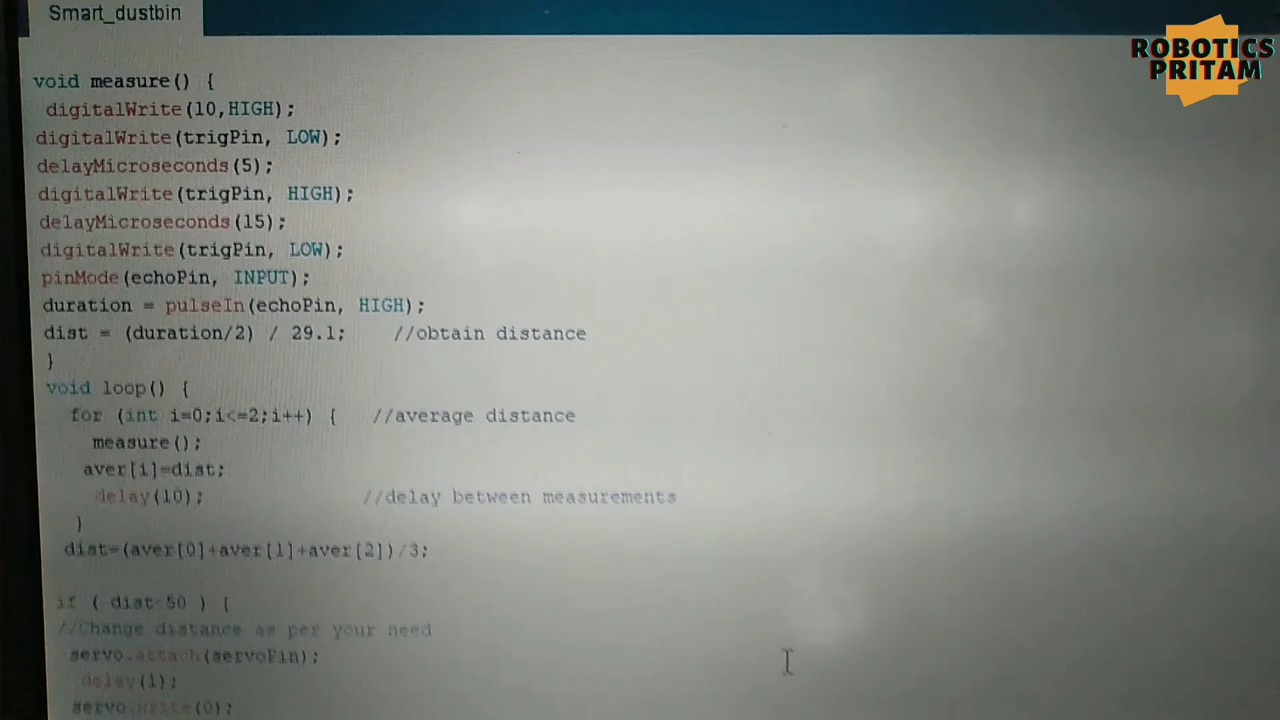 Smart_dustbin
ROBOTICS
PRITAM
void measure() {
digitalWrite(10,HIGH);
digitalWrite(trigPin, LOW);
delayMicroseconds(5);
digitalWrite(trigPin, HIGH);
delayMicroseconds(15);
digitalWrite(trigPin, LOW);
pinMode(echoPin, INPUT);
duration = pulseIn(echoPin, HIGH);
dist = (duration/2) / 29.1;    //obtain distance
}
void loop() {
for (int i=0;i<=2;i++) {   //average distance
measure();
aver[i]=dist;
delay(10);              //delay between measurements
}
dist=(aver[0]+aver[1]+aver[2])/3;
if ( dist<50 ) {
//Change distance as per your need
servo.attach(servoPin);
delay(1);
servo.write(0);